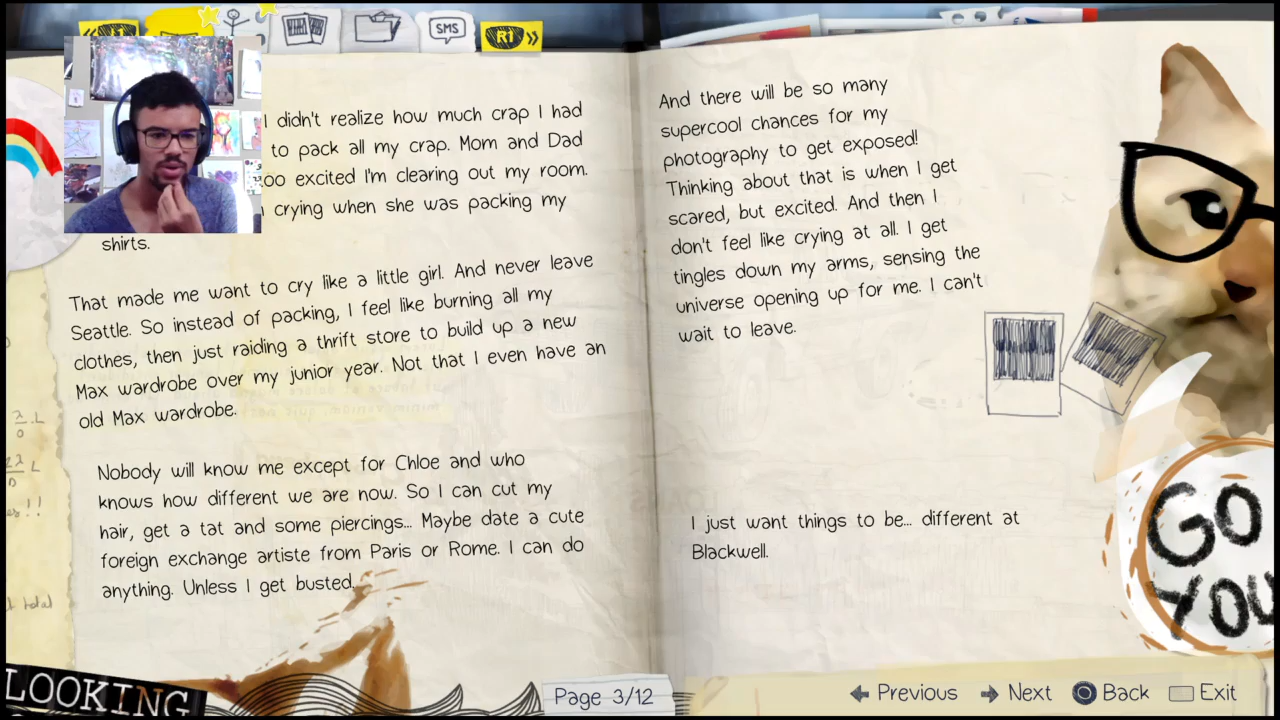 SMS
R1
I didn't realize how much crap I had
to pack all my crap. Mom and Dad
oo excited I'm clearing out my room.
crying when she was packing my
shirts.
That made me want to cry like a little girl. And never leave
Seattle. So instead of packing, I feel like burning all my
clothes, then just raiding a thrift store to build up a new
Max wardrobe over my junior year. Not that I even have an
old Max wardrobe.
Nobody will know me except for Chloe and who
knows how different we are now. So I can cut my
hair, get a tat and some piercings... Maybe date a cute
foreign exchange artiste from Paris or Rome. I can do
anything. Unless I get busted.
And there will be so many
supercool chances for my
photography to get exposed!
Thinking about that is when I get
scared, but excited. And then I
don't feel like crying at all. I get
tingles down my arms, sensing the
universe opening up for me. I can't
wait to leave.
I just want things to be... different at
Blackwell.
GO
YOU
LOOKING
Page 3/12
Previous
Next
Back
Exit